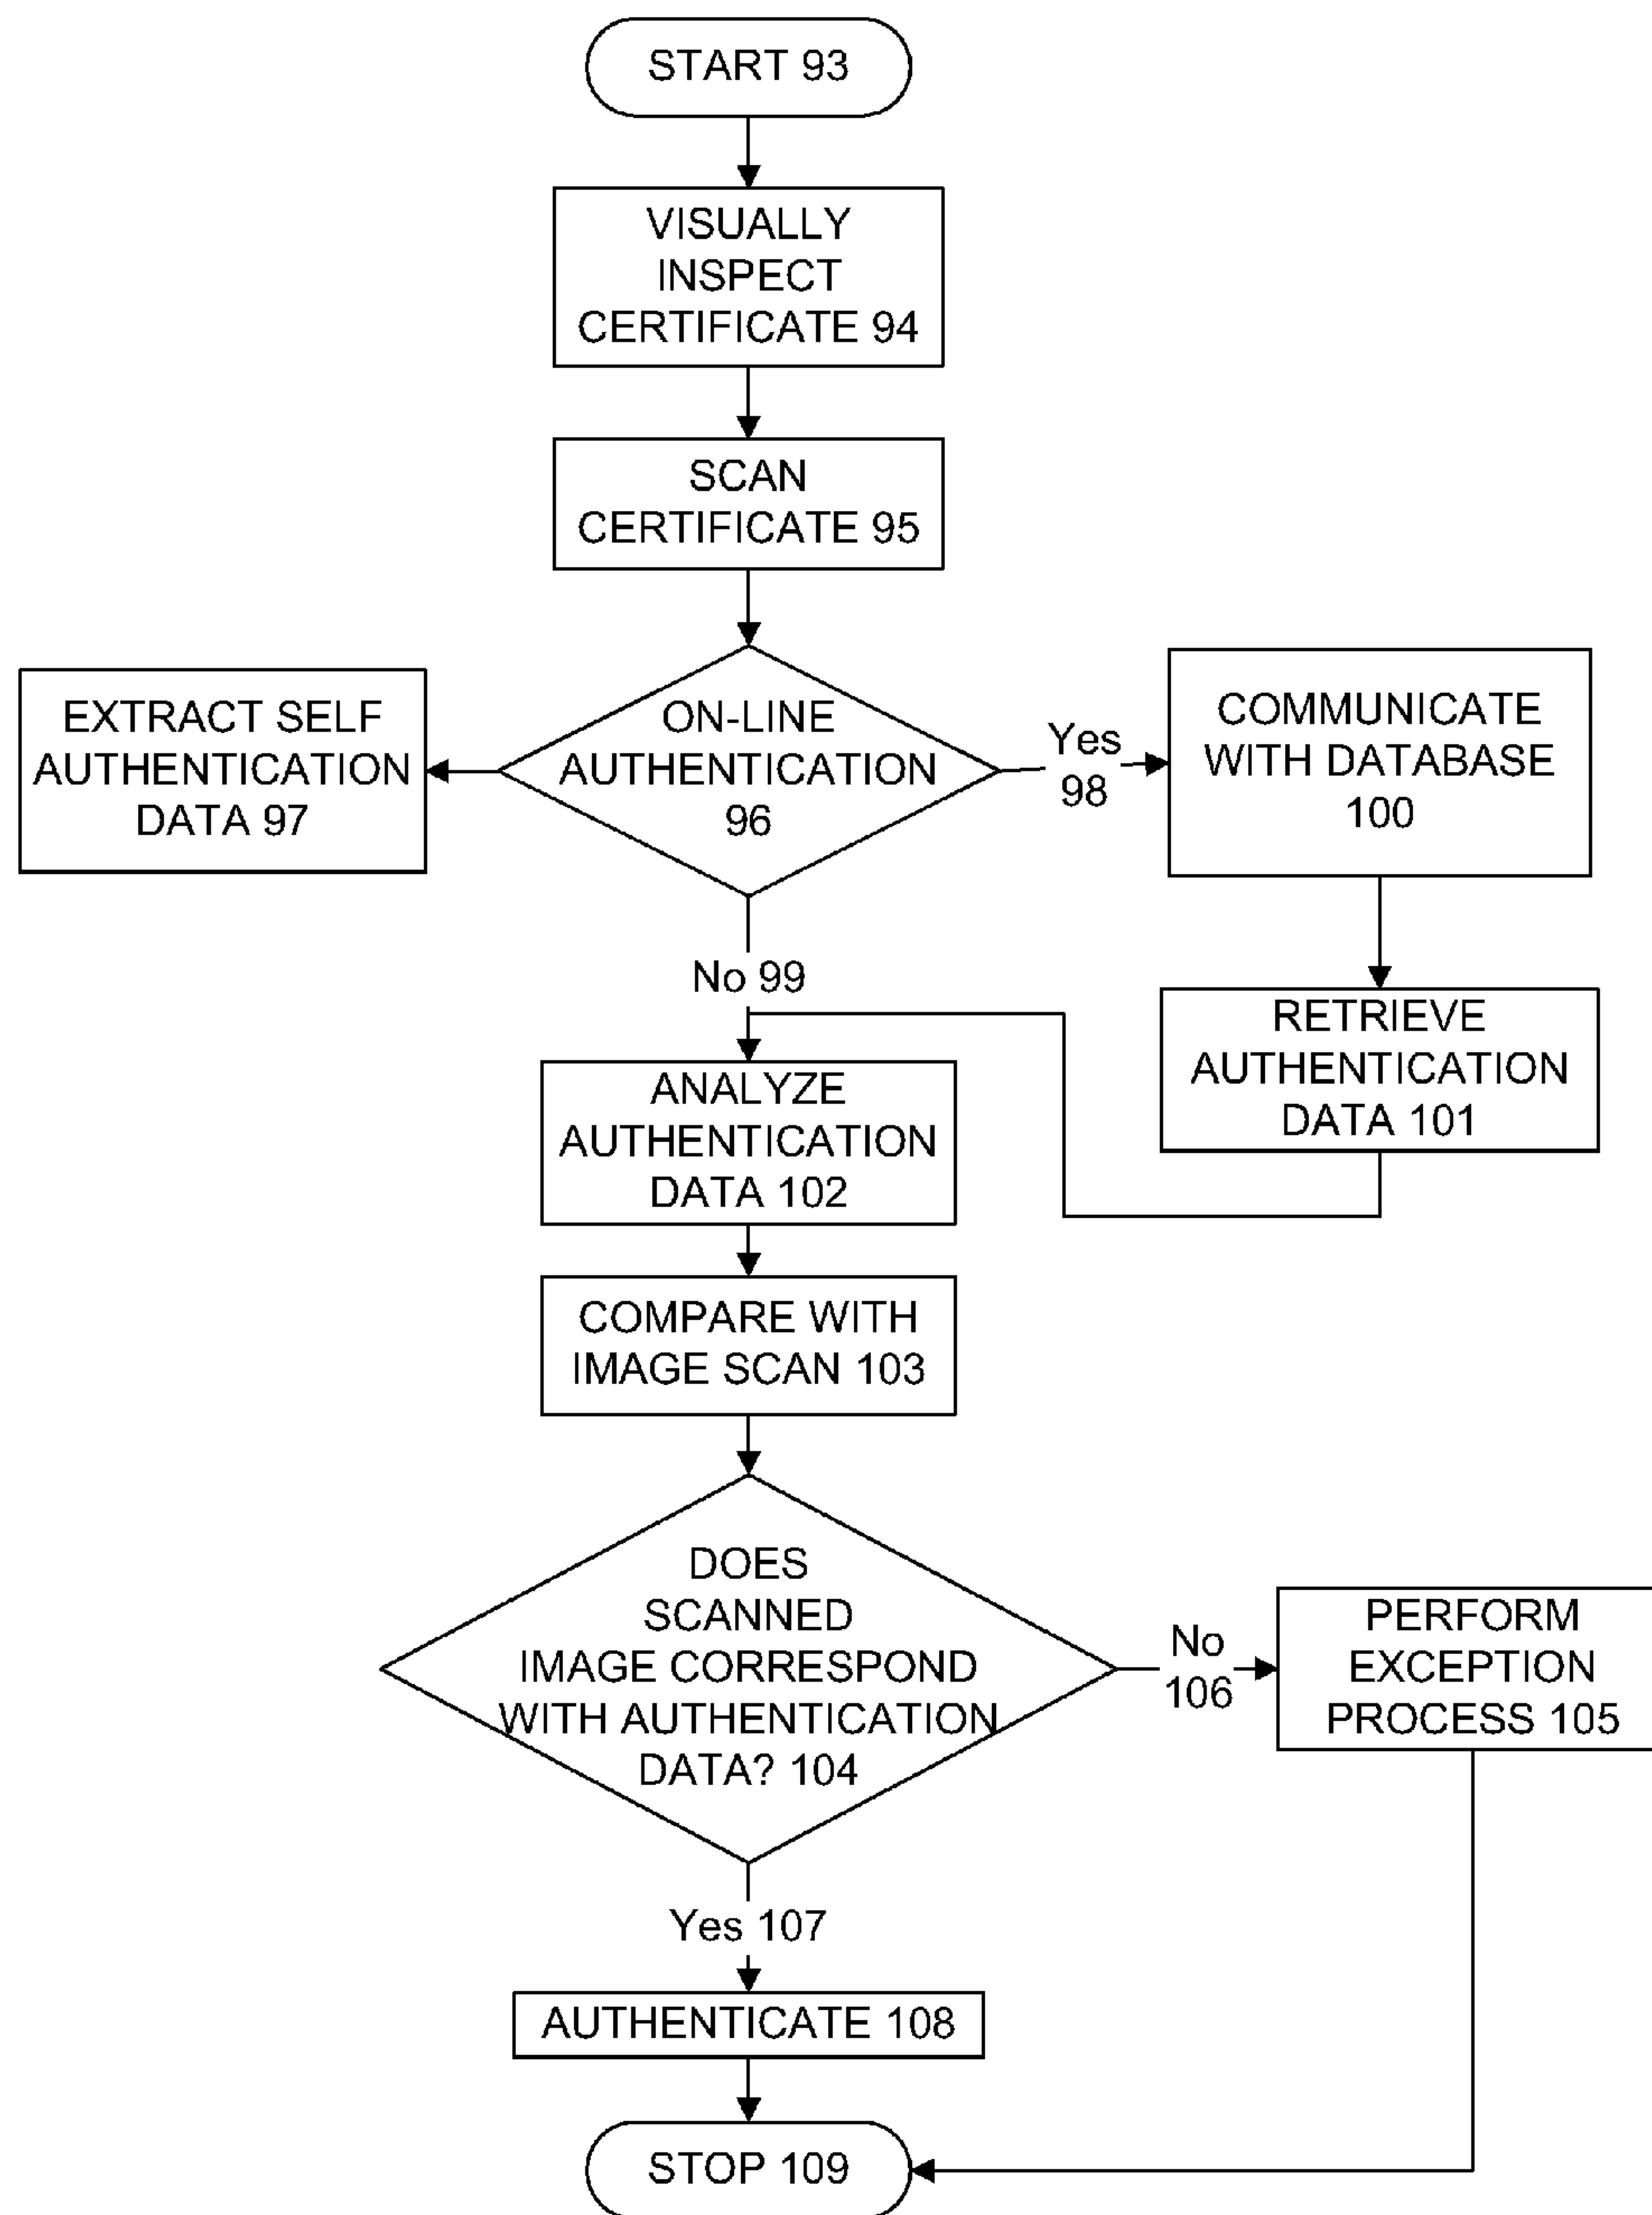 START 93
VISUALLY
INSPECT
CERTIFICATE 94
SCAN
CERTIFICATE 95
EXTRACT SELF
AUTHENTICATION
DATA 97
ON-LINE
AUTHENTICATION
96
Yes
98
COMMUNICATE
WITH DATABASE
100
No 99
RETRIEVE
AUTHENTICATION
DATA 101
ANALYZE
AUTHENTICATION
DATA 102
COMPARE WITH
IMAGE SCAN 103
DOES
SCANNED
IMAGE CORRESPOND
WITH AUTHENTICATION
DATA? 104
No
106
PERFORM
EXCEPTION
PROCESS 105
Yes 107
AUTHENTICATE 108
STOP 109